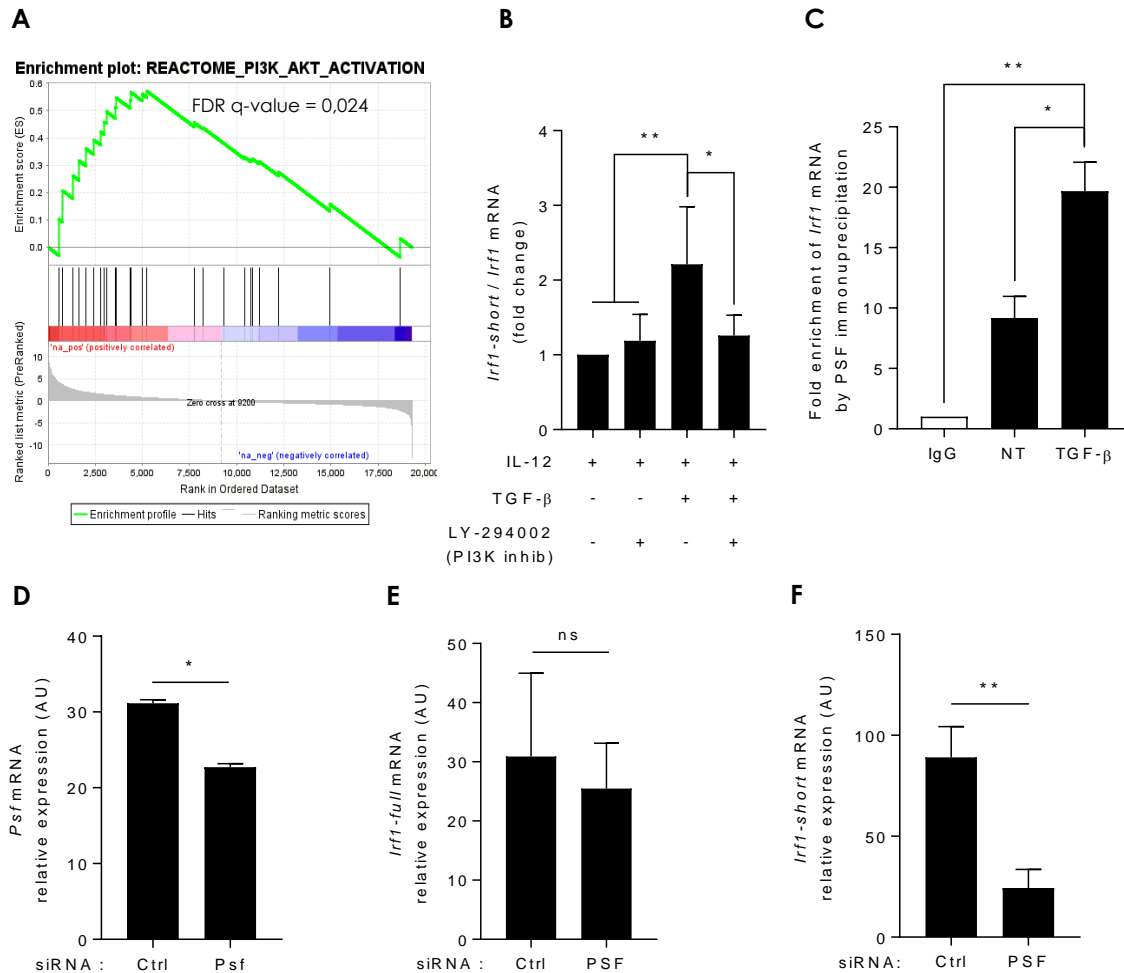 A
Enrichment plot: REACTOME_PI3K_AKT_ACTIVATION
FDR q-value = 0,024
Enrichment score (ES)
0.6
0.5
0.4
0.3
0.2
0.1
0.0
'na_pos' (positively correlated)
Ranked list metric (PreRanked)
10
5
0
-5
-10
Zero cross at 9200
'na_neg' (negatively correlated)
0 2,500 5,000 7,500 10,000 12,500 15,000 17,500 20,000
Rank in Ordered Dataset
Enrichment profile Hits Ranking metric scores
B
Irf1-short / Irf1 mRNA
(fold change)
4
3
2
1
0
**
*
IL-12 + + + +
TGF-β - - + +
LY-294002 - + - +
(PI3K inhib)
C
Fold enrichment of Irf1 mRNA
by PSF immonuprecipitation
25
20
15
10
5
0
**
*
IgG NT TGF-β
D
Psf mRNA
relative expression (AU)
40
30
20
10
0
*
siRNA : Ctrl Psf
E
Irf1-full mRNA
relative expression (AU)
50
40
30
20
10
0
ns
siRNA : Ctrl PSF
F
Irf1-short mRNA
relative expression (AU)
150
100
50
0
**
siRNA : Ctrl PSF